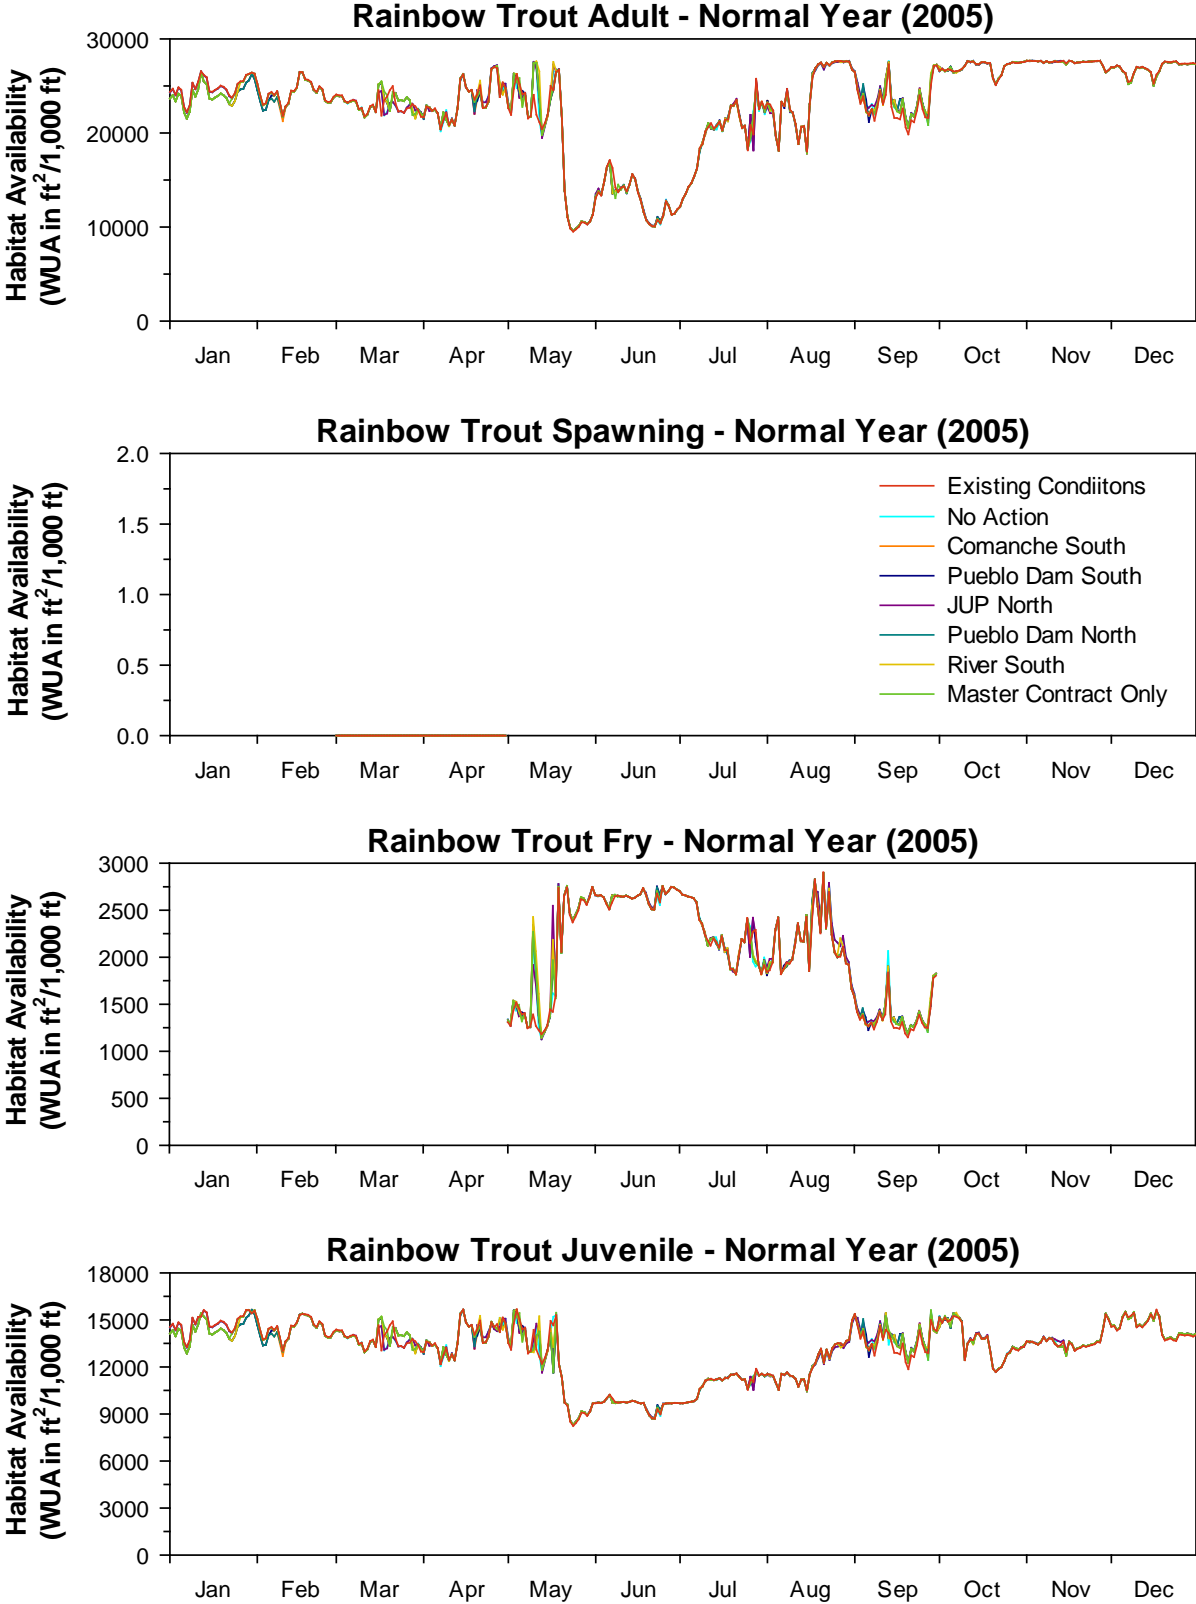 Rainbow Trout Adult - Normal Year (2005)
Habitat Availability
(WUA in ft²/1,000 ft)
30000
20000
10000
0
Jan Feb Mar Apr May Jun Jul Aug Sep Oct Nov Dec
Rainbow Trout Spawning - Normal Year (2005)
Habitat Availability
(WUA in ft²/1,000 ft)
2.0
1.5
1.0
0.5
0.0
Existing Condiitons
No Action
Comanche South
Pueblo Dam South
JUP North
Pueblo Dam North
River South
Master Contract Only
Jan Feb Mar Apr May Jun Jul Aug Sep Oct Nov Dec
Rainbow Trout Fry - Normal Year (2005)
Habitat Availability
(WUA in ft²/1,000 ft)
3000
2500
2000
1500
1000
500
0
Jan Feb Mar Apr May Jun Jul Aug Sep Oct Nov Dec
Rainbow Trout Juvenile - Normal Year (2005)
Habitat Availability
(WUA in ft²/1,000 ft)
18000
15000
12000
9000
6000
3000
0
Jan Feb Mar Apr May Jun Jul Aug Sep Oct Nov Dec